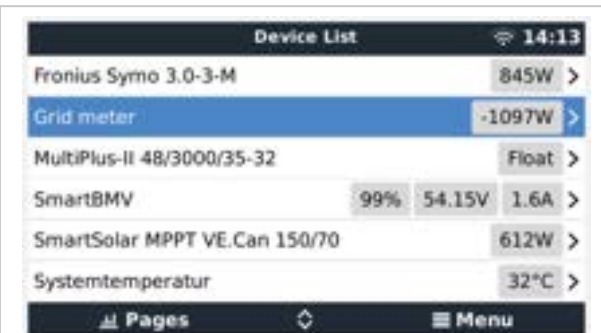 Device List 14:13
Fronius Symo 3.0-3-M 845W
Grid meter -1097W
MultiPlus-II 48/3000/35-32 Float
SmartBMV 99% 54.15V 1.6A
SmartSolar MPPT VE.Can 150/70 612W
Systemtemperatur 32°C
Pages Menu